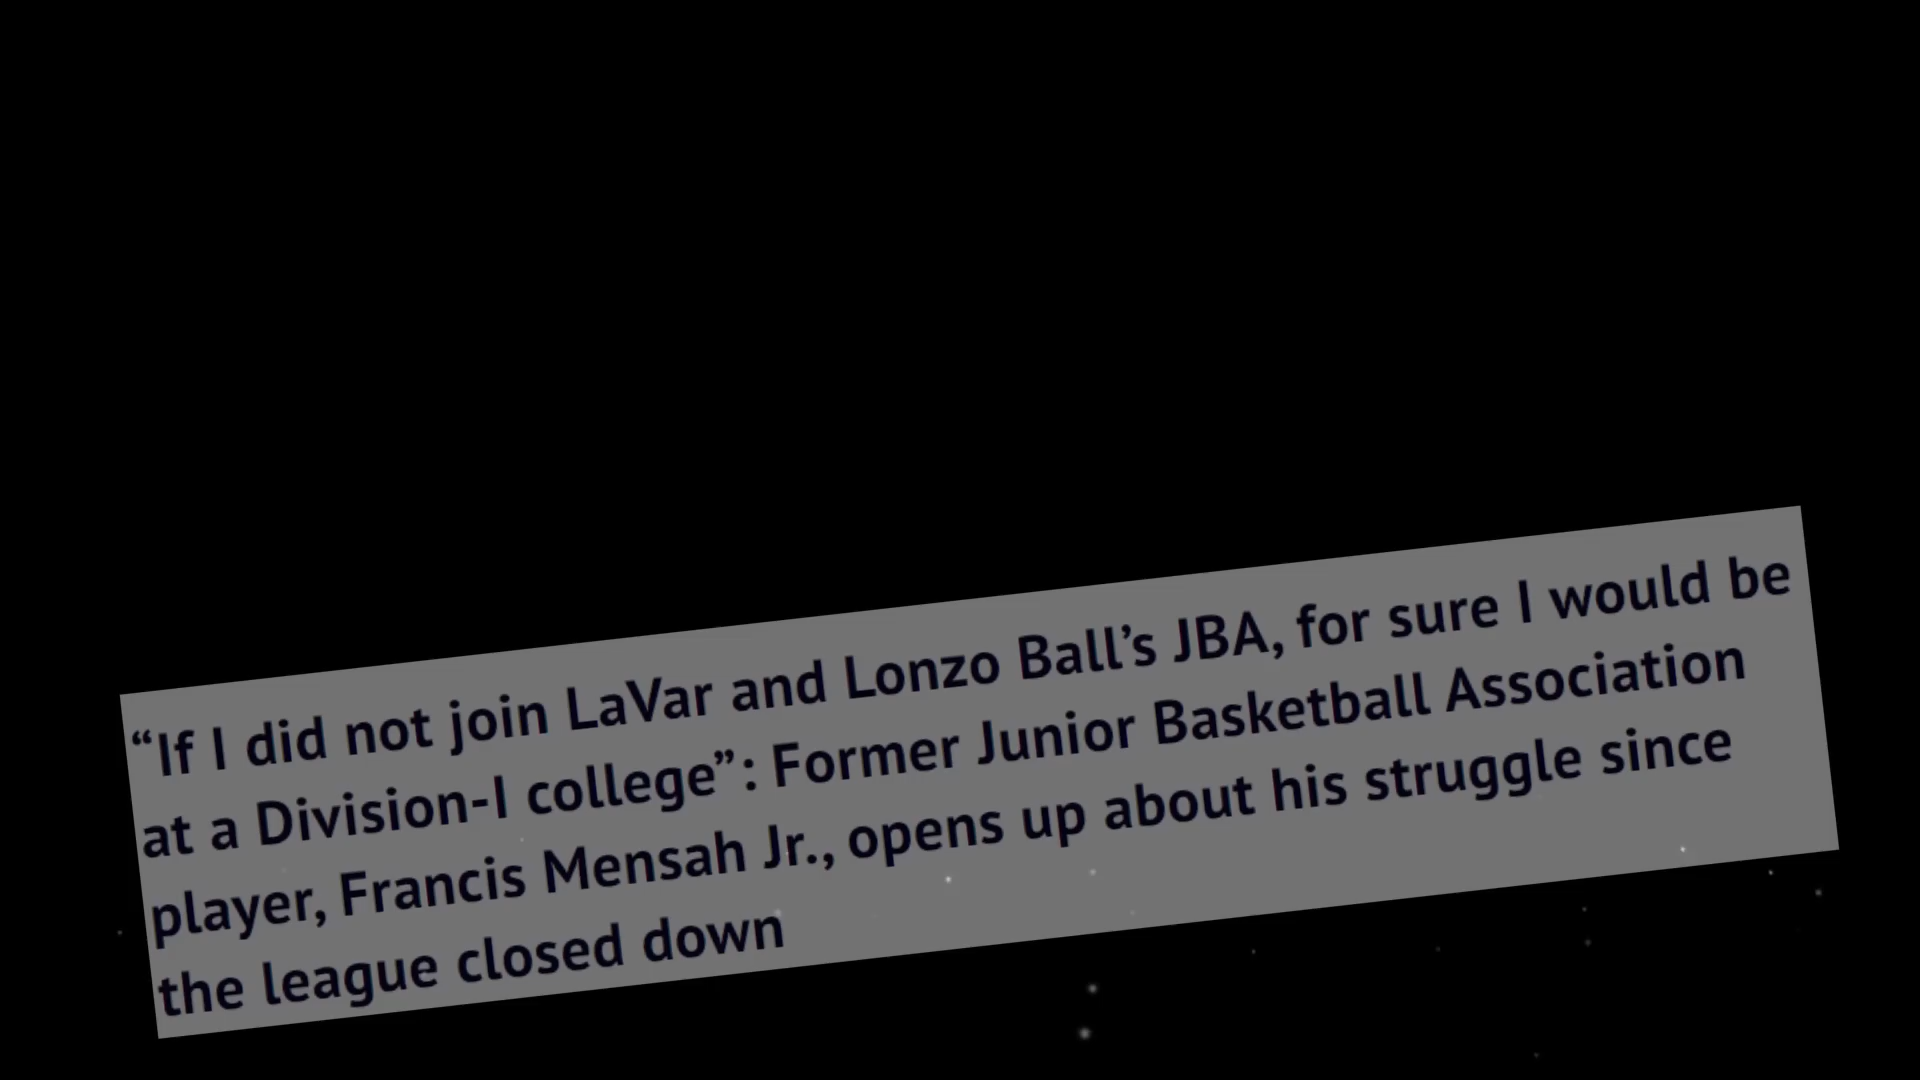 “If I did not join LaVar and Lonzo Ball’s JBA, for sure I would be
at a Division-I college”: Former Junior Basketball Association
player, Francis Mensah Jr., opens up about his struggle since
the league closed down